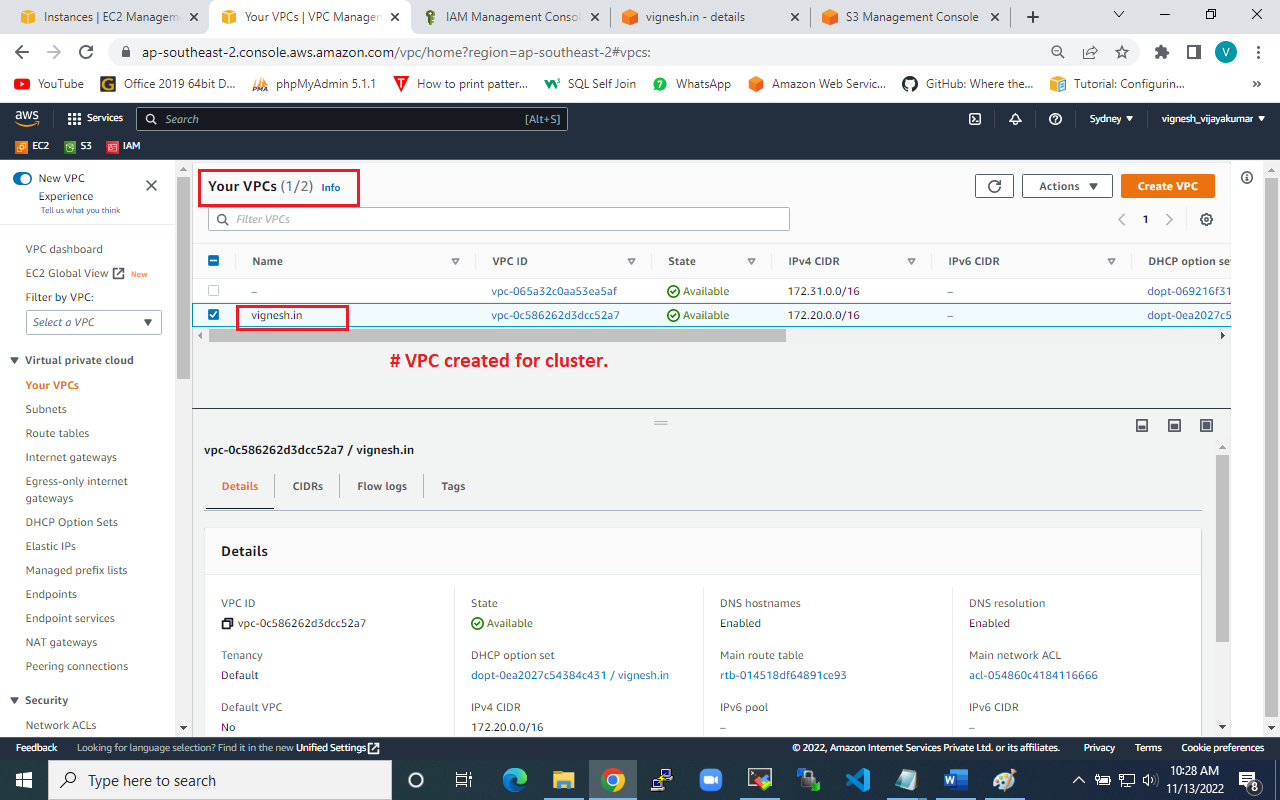 Instances | EC2 Managem
Your VPCs | VPC Manager
IAM Management Consol
vignesh.in - details
S3 Management Console
ap-southeast-2.console.aws.amazon.com/vpc/home?region=ap-southeast-2#vpcs:
V
YouTube
Office 2019 64bit D...
phpMyAdmin 5.1.1
How to print patter...
SQL Self Join
WhatsApp
Amazon Web Servic...
GitHub: Where the...
Tutorial: Configurin...
»
aws
Services
Search
[Alt+S]
Sydney
vignesh_vijayakumar
EC2
S3
IAM
New VPC
Experience
Tell us what you think
Your VPCs (1/2) Info
Actions
Create VPC
Filter VPCs
1
VPC dashboard
EC2 Global View New
Filter by VPC:
Select a VPC
Virtual private cloud
Your VPCs
Subnets
Route tables
Internet gateways
Egress-only internet
gateways
DHCP Option Sets
Elastic IPs
Managed prefix lists
Endpoints
Endpoint services
NAT gateways
Peering connections
Security
Network ACLs
Name VPC ID State IPv4 CIDR IPv6 CIDR DHCP option set
– vpc-065a32c0aa53ea5af Available 172.31.0.0/16 – dopt-069216f31
vignesh.in vpc-0c586262d3dcc52a7 Available 172.20.0.0/16 – dopt-0ea2027c5
# VPC created for cluster.
vpc-0c586262d3dcc52a7 / vignesh.in
Details CIDRs Flow logs Tags
Details
VPC ID State DNS hostnames DNS resolution
vpc-0c586262d3dcc52a7 Available Enabled Enabled
Tenancy DHCP option set Main route table Main network ACL
Default dopt-0ea2027c54384c431 / vignesh.in rtb-014518df64891ce93 acl-054860c4184116666
Default VPC IPv4 CIDR IPv6 pool IPv6 CIDR
No 172.20.0.0/16 – –
Feedback Looking for language selection? Find it in the new Unified Settings © 2022, Amazon Internet Services Private Ltd. or its affiliates. Privacy Terms Cookie preferences
Type here to search
10:28 AM
11/13/2022
8